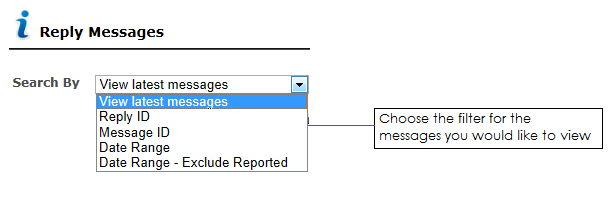 Reply Messages
Search By View latest messages
View latest messages
Reply ID
Message ID
Date Range
Date Range - Exclude Reported
Choose the filter for the
messages you would like to view